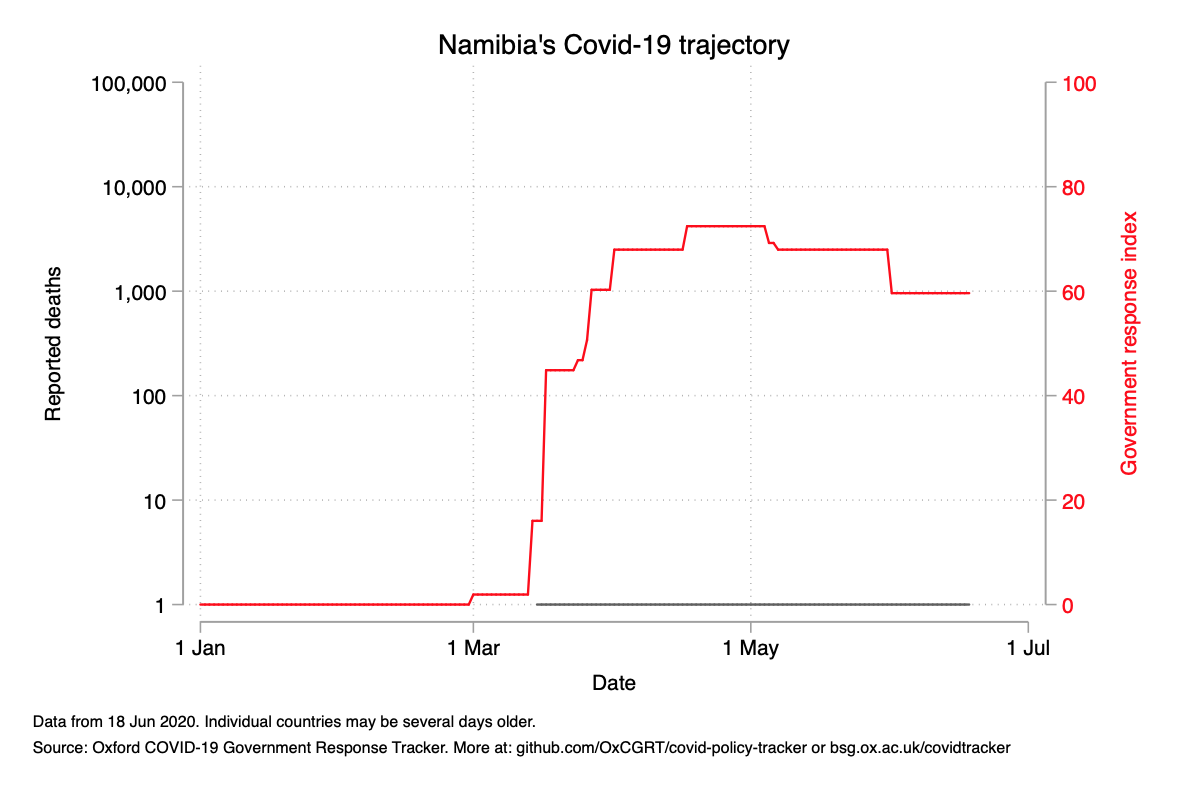 Namibia's Covid-19 trajectory
100,000
10,000
1,000
100
10
1
Reported deaths
100
80
60
40
20
0
Government response index
1 Jan
1 Mar
1 May
1 Jul
Date
Data from 18 Jun 2020. Individual countries may be several days older.
Source: Oxford COVID-19 Government Response Tracker. More at: github.com/OxCGRT/covid-policy-tracker or bsg.ox.ac.uk/covidtracker